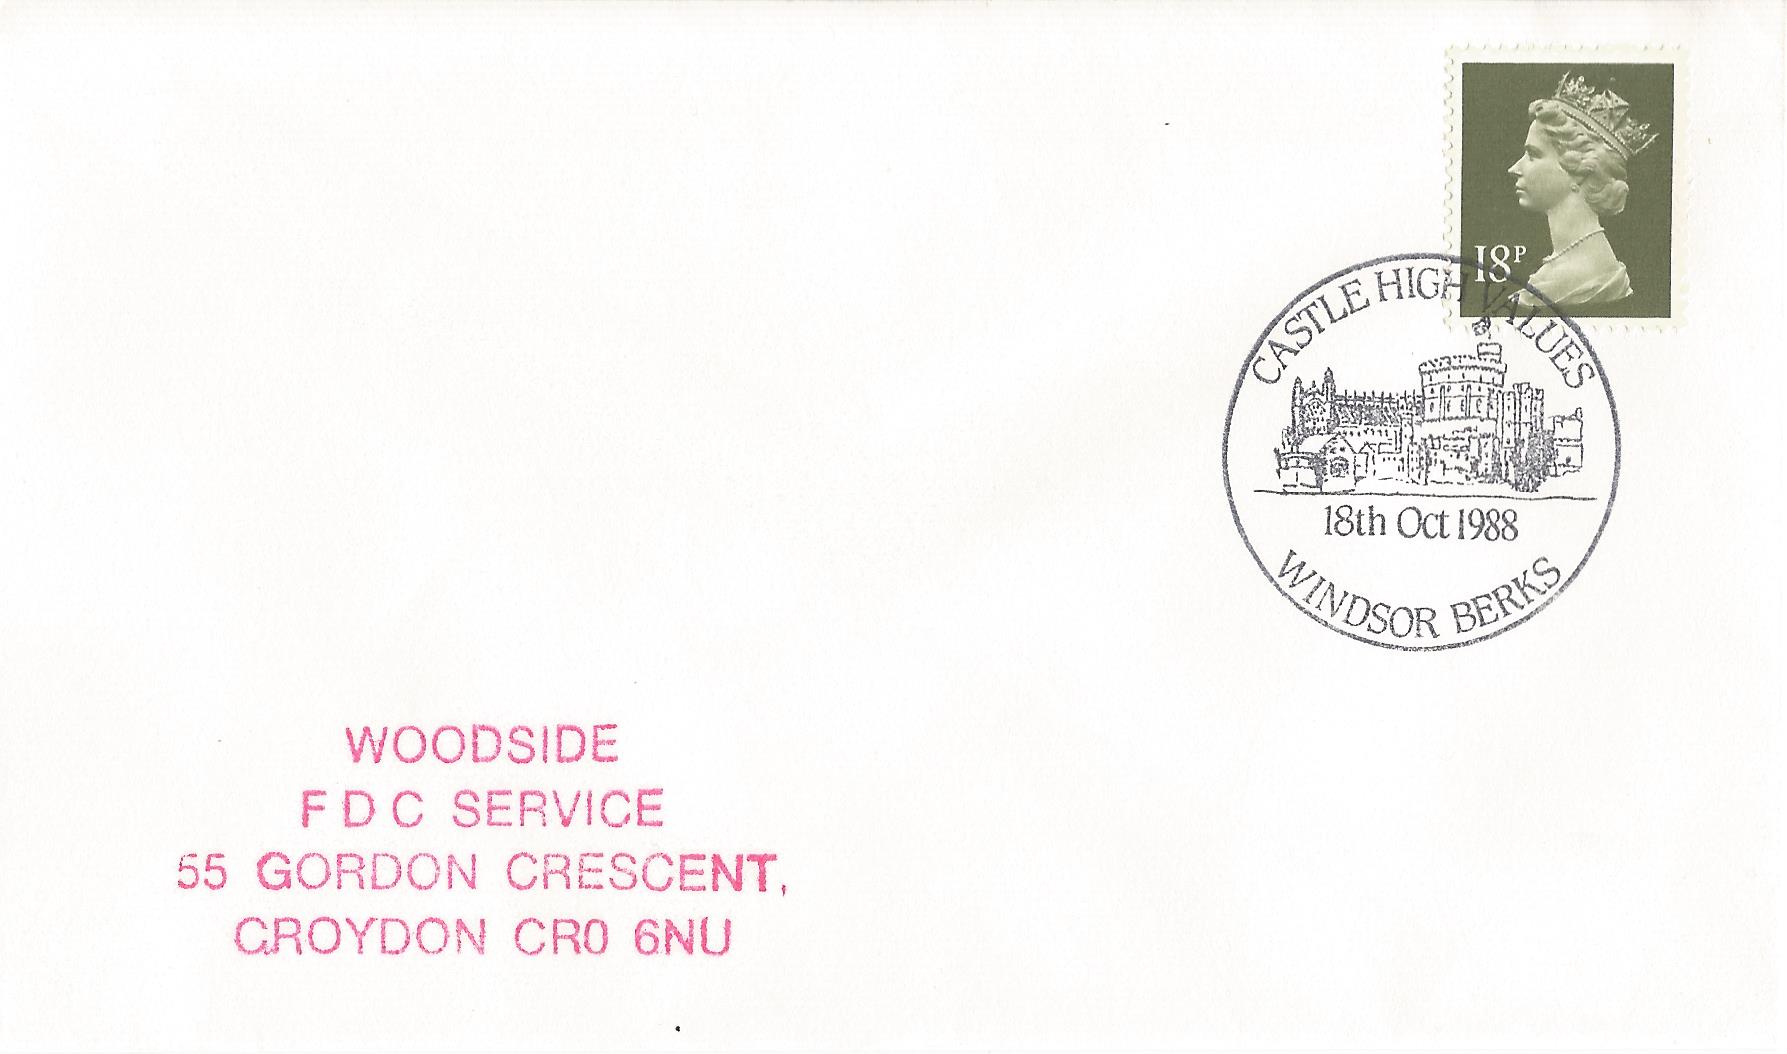 18P
CASTLE HIGH VALUES
18th Oct 1988
WINDSOR BERKS
WOODSIDE
F D C SERVICE
55 GORDON CRESCENT,
CROYDON CR0 6NU